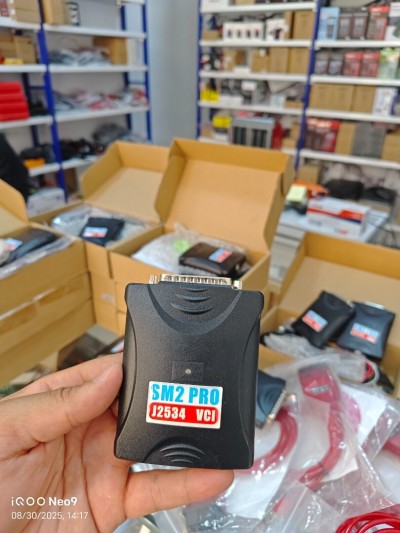 SM2 PRO
J2534 VCI
iQOO Neo9
08/30/2025, 14:17